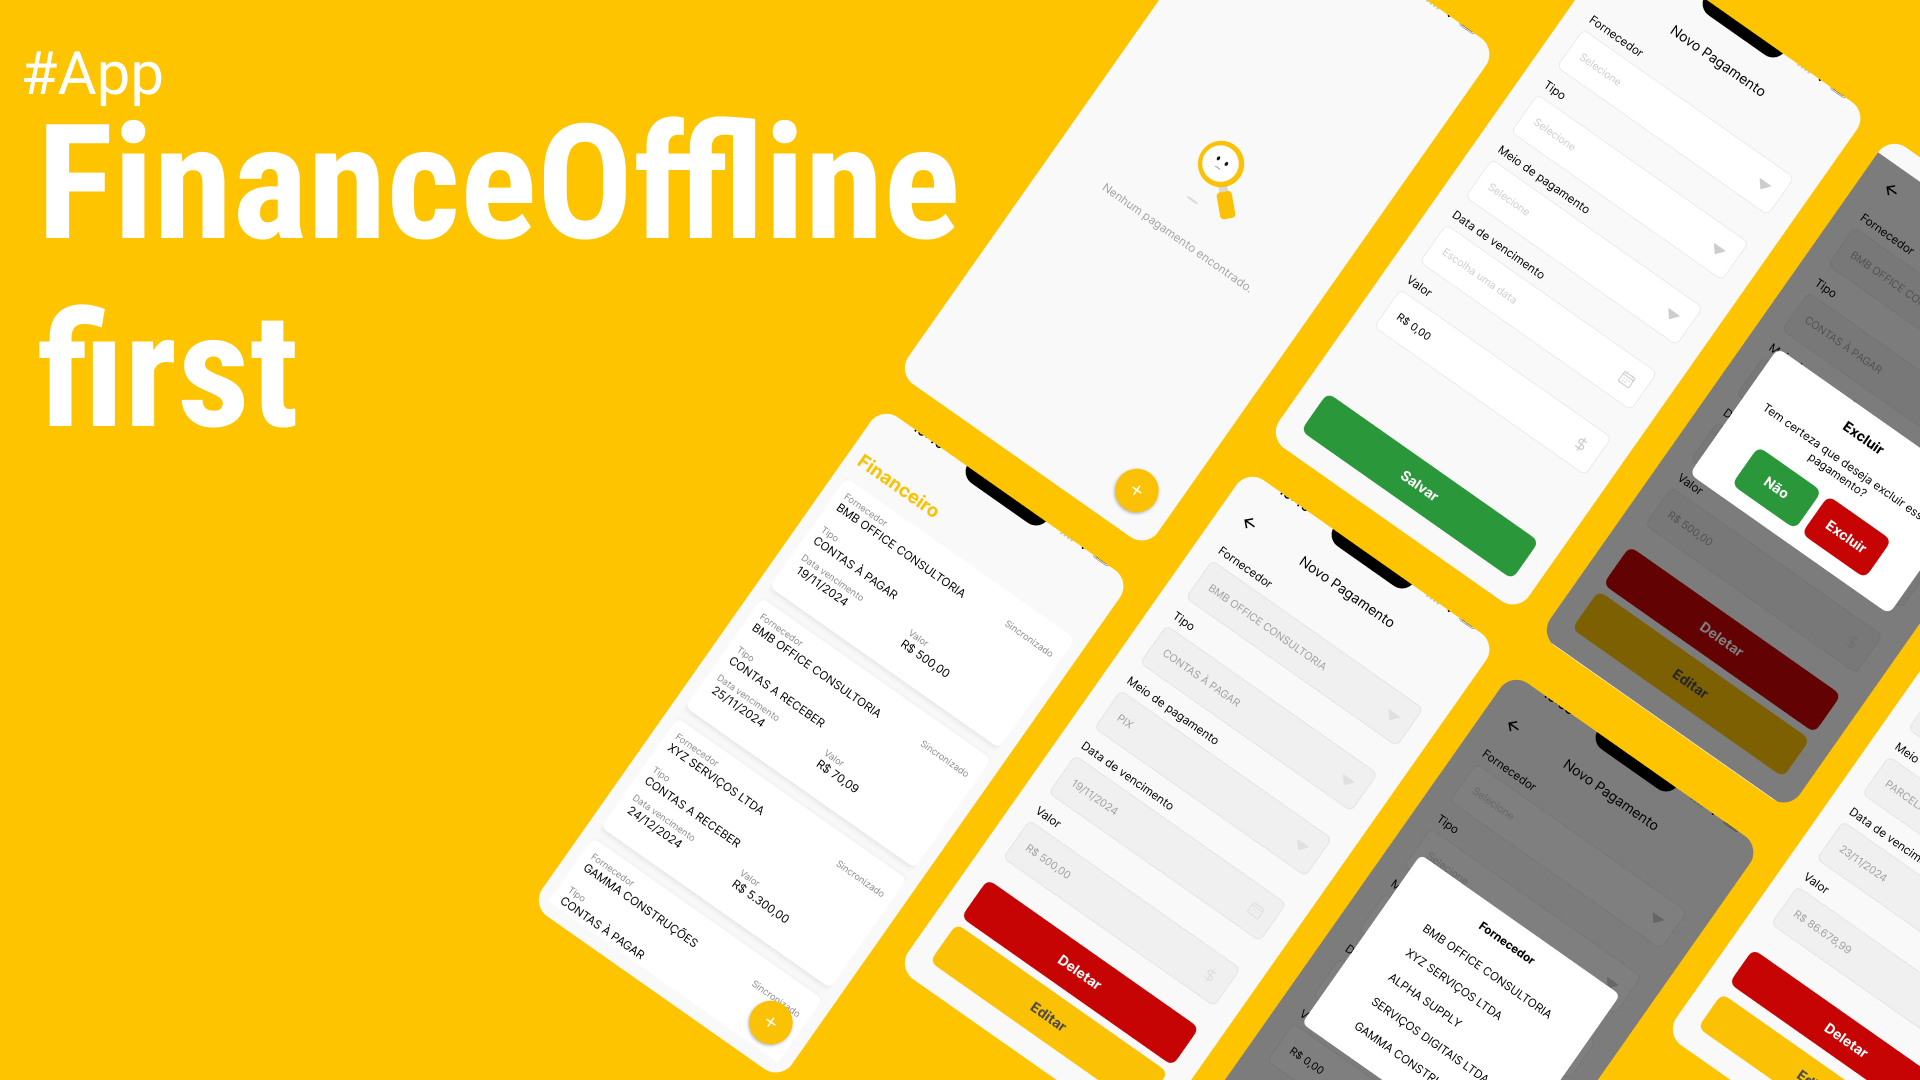 #App
FinanceOffline
first
Nenhum pagamento encontrado.
+
Novo Pagamento
Fornecedor
Selecione
Tipo
Selecione
Meio de pagamento
Selecione
Data de vencimento
Escolha uma data
Valor
R$ 0,00
$
Salvar
Fornecedor
Tipo
CONTAS À PAGAR
Excluir
Tem certeza que deseja excluir
pagamento?
Não
Excluir
Valor
R$ 500,00
$
Deletar
Editar
Financeiro
Fornecedor
BMB OFFICE CONSULTORIA
Tipo
CONTAS À PAGAR
Data vencimento
19/11/2024
Valor
R$ 500,00
Sincronizado
Fornecedor
BMB OFFICE CONSULTORIA
Tipo
CONTAS A RECEBER
Data vencimento
25/11/2024
Valor
R$ 70,09
Sincronizado
Fornecedor
XYZ SERVIÇOS LTDA
Tipo
CONTAS A RECEBER
Data vencimento
24/12/2024
Valor
R$ 5.300,00
Sincronizado
Fornecedor
GAMMA CONSTRUÇÕES
Tipo
CONTAS À PAGAR
Sincronizado
+
Novo Pagamento
Fornecedor
BMB OFFICE CONSULTORIA
Tipo
CONTAS À PAGAR
Meio de pagamento
PIX
Data de vencimento
19/11/2024
Valor
R$ 500,00
$
Deletar
Editar
Novo Pagamento
Fornecedor
Selecione
Tipo
Selecione
Fornecedor
BMB OFFICE CONSULTORIA
XYZ SERVIÇOS LTDA
ALPHA SUPPLY
SERVIÇOS DIGITAIS LTDA
GAMMA CONSTR
R$ 0,00
Meio
PARCEL
Data de vencim
23/11/2024
Valor
R$ 86.678,99
Deletar